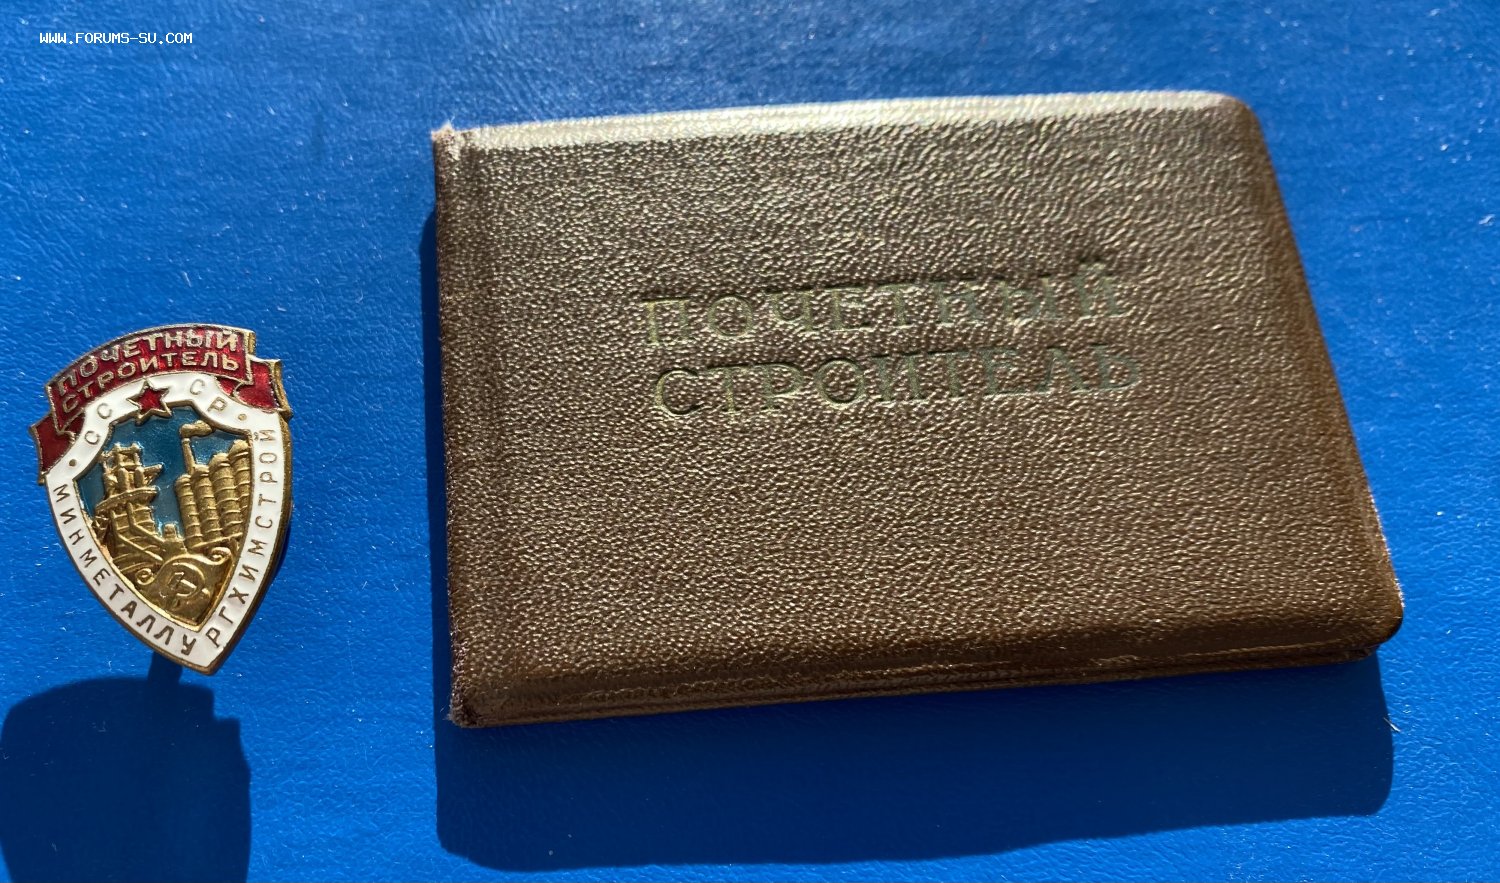 WWW.FORUMS-SU.COM
ПОЧЕТНЫЙ
СТРОИТЕЛЬ
СССР
МИНМЕТАЛЛУРГХИМСТРОЙ
ПОЧЕТНЫЙ
СТРОИТЕЛЬ